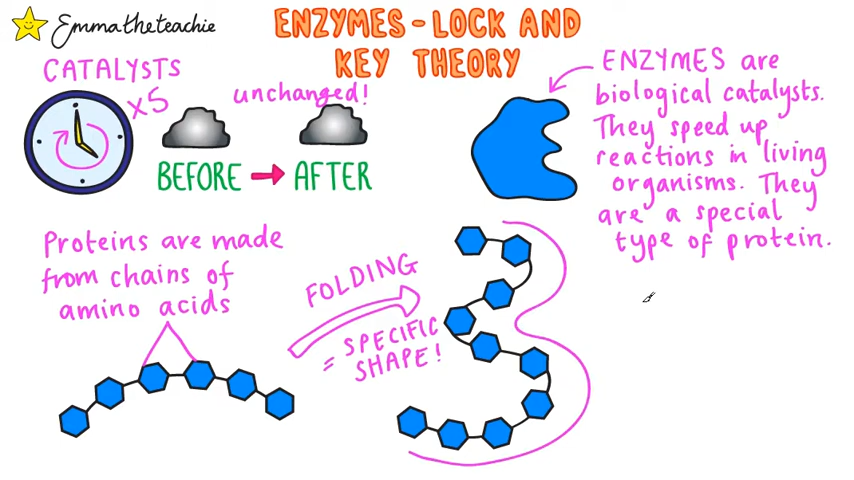 Emmatheteachie
ENZYMES - LOCK AND
KEY THEORY
CATALYSTS
x5
unchanged!
BEFORE → AFTER
ENZYMES are
biological catalysts.
They speed up
reactions in living
organisms. They
are a special
type of protein.
Proteins are made
from chains of
amino acids
FOLDING
= SPECIFIC
SHAPE!